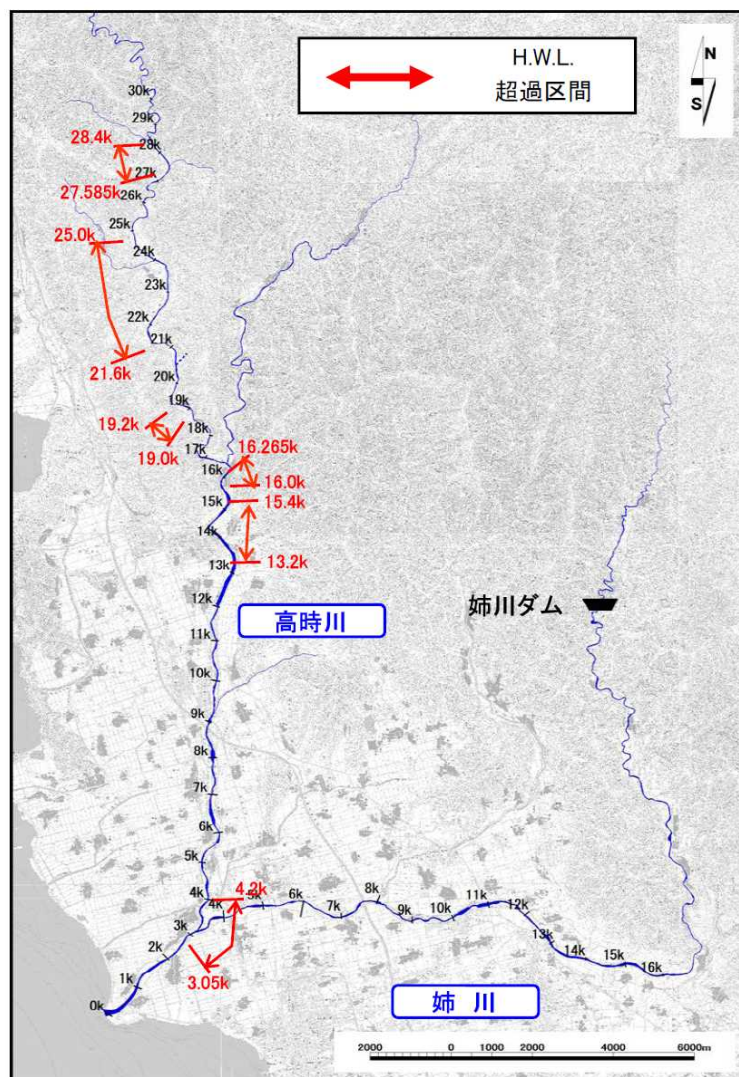 H.W.L.
超過区間
N
S
30k
29k
28.4k
28k
27k
27.585k
26k
25k
25.0k
24k
23k
22k
21k
21.6k
20k
19k
19.2k
18k
19.0k
17k
16.265k
16k
16.0k
15k
15.4k
14k
13k
13.2k
12k
姉川ダム
高時川
11k
10k
9k
8k
7k
6k
5k
4k
4.2k
4k
5k
6k
7k
8k
9k
10k
11k
12k
13k
14k
15k
16k
3k
2k
3.05k
1k
0k
姉 川
2000 0 1000 2000 4000 6000m